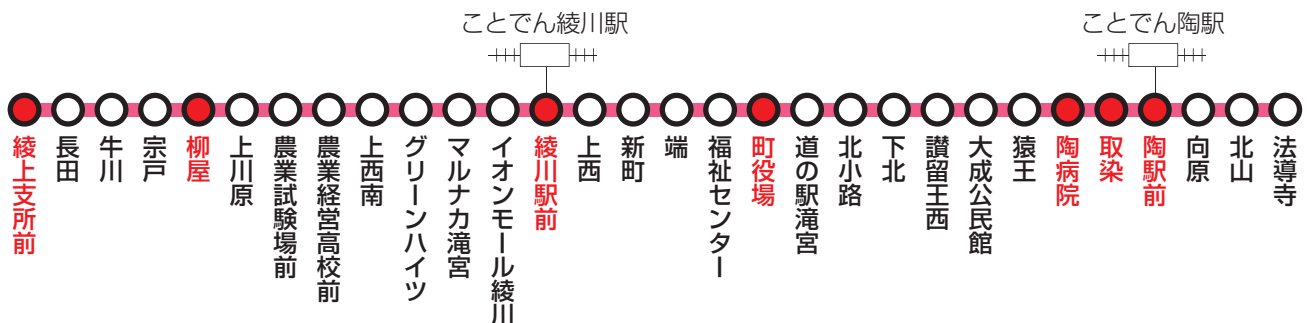 ことでん綾川駅
ことでん陶駅
綾上支所前
長田
牛川
宗戸
柳屋
上川原
農業試験場前
農業経営高校前
上西南
グリーンハイツ
マルナカ滝宮
イオンモール綾川
綾川駅前
上西
新町
端
福祉センター
町役場
道の駅滝宮
北小路
下北
讃留王西
大成公民館
猿王
陶病院
取染
陶駅前
向原
北山
法導寺